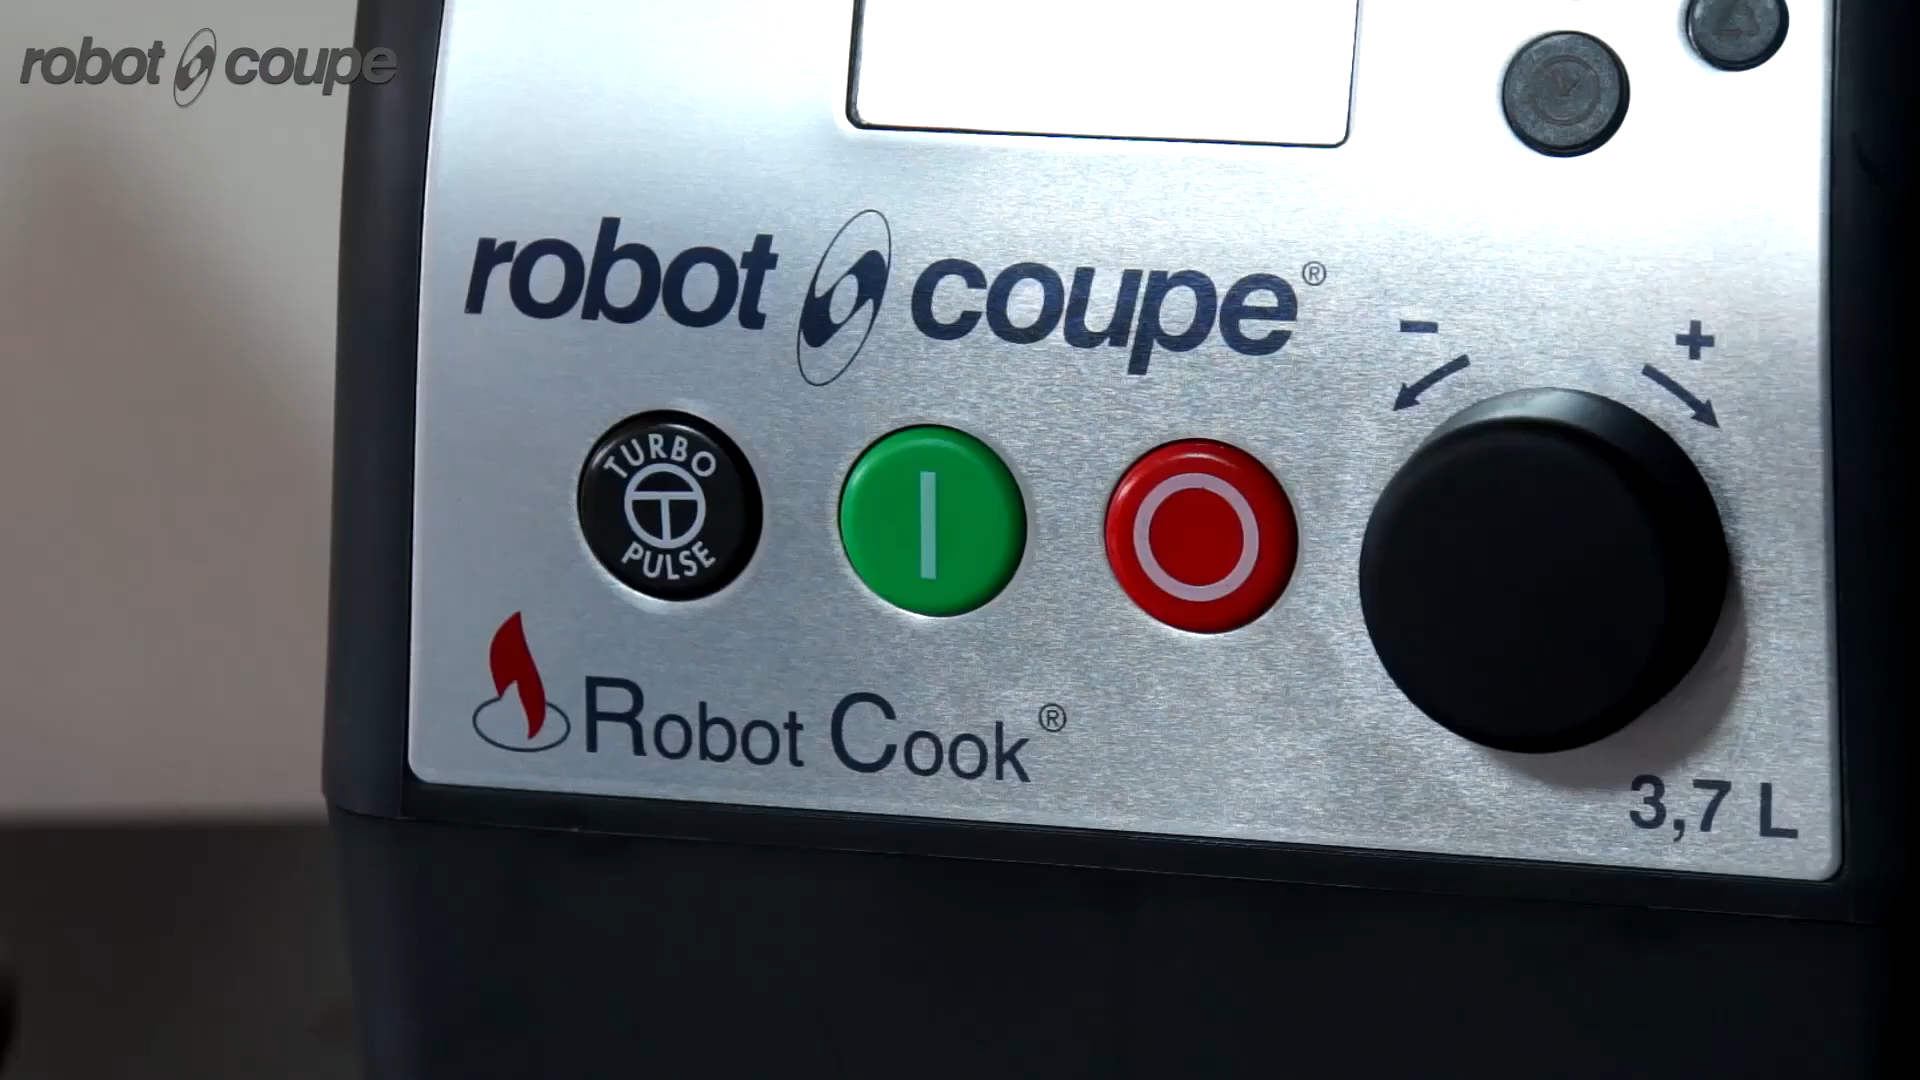 robot coupe
robot coupe®
- +
TURBO
T
PULSE
I O
Robot Cook®
3,7 L